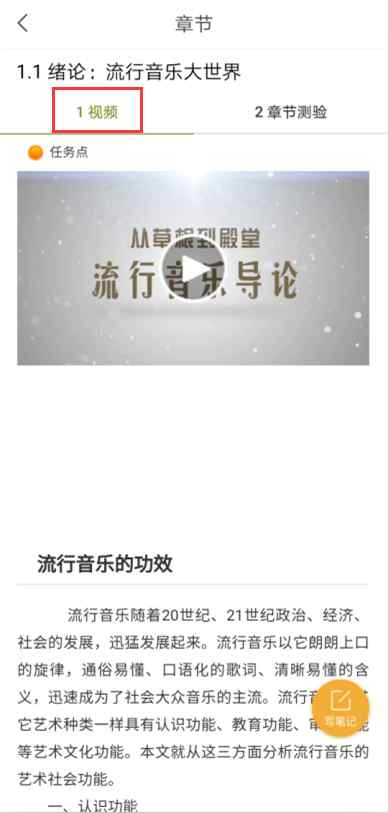 章节
1.1 绪论：流行音乐大世界
1 视频
2 章节测验
任务点
从草根到殿堂
流行音乐导论
流行音乐的功效
流行音乐随着20世纪、21世纪政治、经济、
社会的发展，迅猛发展起来。流行音乐以它朗朗上口
的旋律，通俗易懂、口语化的歌词、清晰易懂的含
义，迅速成为了社会大众音乐的主流。流行音
它艺术种类一样具有认识功能、教育功能、审 能
等艺术文化功能。本文就从这三方面分析流行音乐的
艺术社会功能。
一、认识功能
写笔记